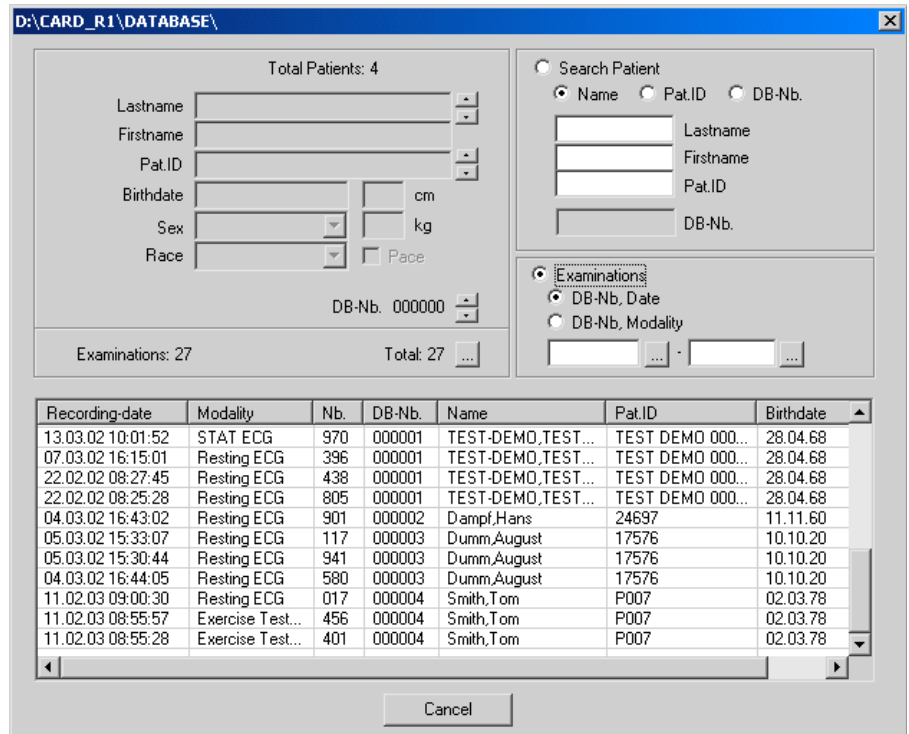 D:\CARD_R1\DATABASE\
Total Patients: 4
Lastname
Firstname
Pat.ID
Birthdate cm
Sex kg
Race Pace
DB-Nb. 000000
Examinations: 27 Total: 27 ...
Search Patient
Name Pat.ID DB-Nb.
Lastname
Firstname
Pat.ID
DB-Nb.
Examinations
DB-Nb, Date
DB-Nb, Modality
... - ...
Recording-date Modality Nb. DB-Nb. Name Pat.ID Birthdate
13.03.02 10:01:52 STAT ECG 970 000001 TEST-DEMO,TEST... TEST DEMO 000... 28.04.68
07.03.02 16:15:01 Resting ECG 396 000001 TEST-DEMO,TEST... TEST DEMO 000... 28.04.68
22.02.02 08:27:45 Resting ECG 438 000001 TEST-DEMO,TEST... TEST DEMO 000... 28.04.68
22.02.02 08:25:28 Resting ECG 805 000001 TEST-DEMO,TEST... TEST DEMO 000... 28.04.68
04.03.02 16:43:02 Resting ECG 901 000002 Dampf,Hans 24697 11.11.60
05.03.02 15:33:07 Resting ECG 117 000003 Dumm,August 17576 10.10.20
05.03.02 15:30:44 Resting ECG 941 000003 Dumm,August 17576 10.10.20
04.03.02 16:44:05 Resting ECG 580 000003 Dumm,August 17576 10.10.20
11.02.03 09:00:30 Resting ECG 017 000004 Smith,Tom P007 02.03.78
11.02.03 08:55:57 Exercise Test... 456 000004 Smith,Tom P007 02.03.78
11.02.03 08:55:28 Exercise Test... 401 000004 Smith,Tom P007 02.03.78
Cancel